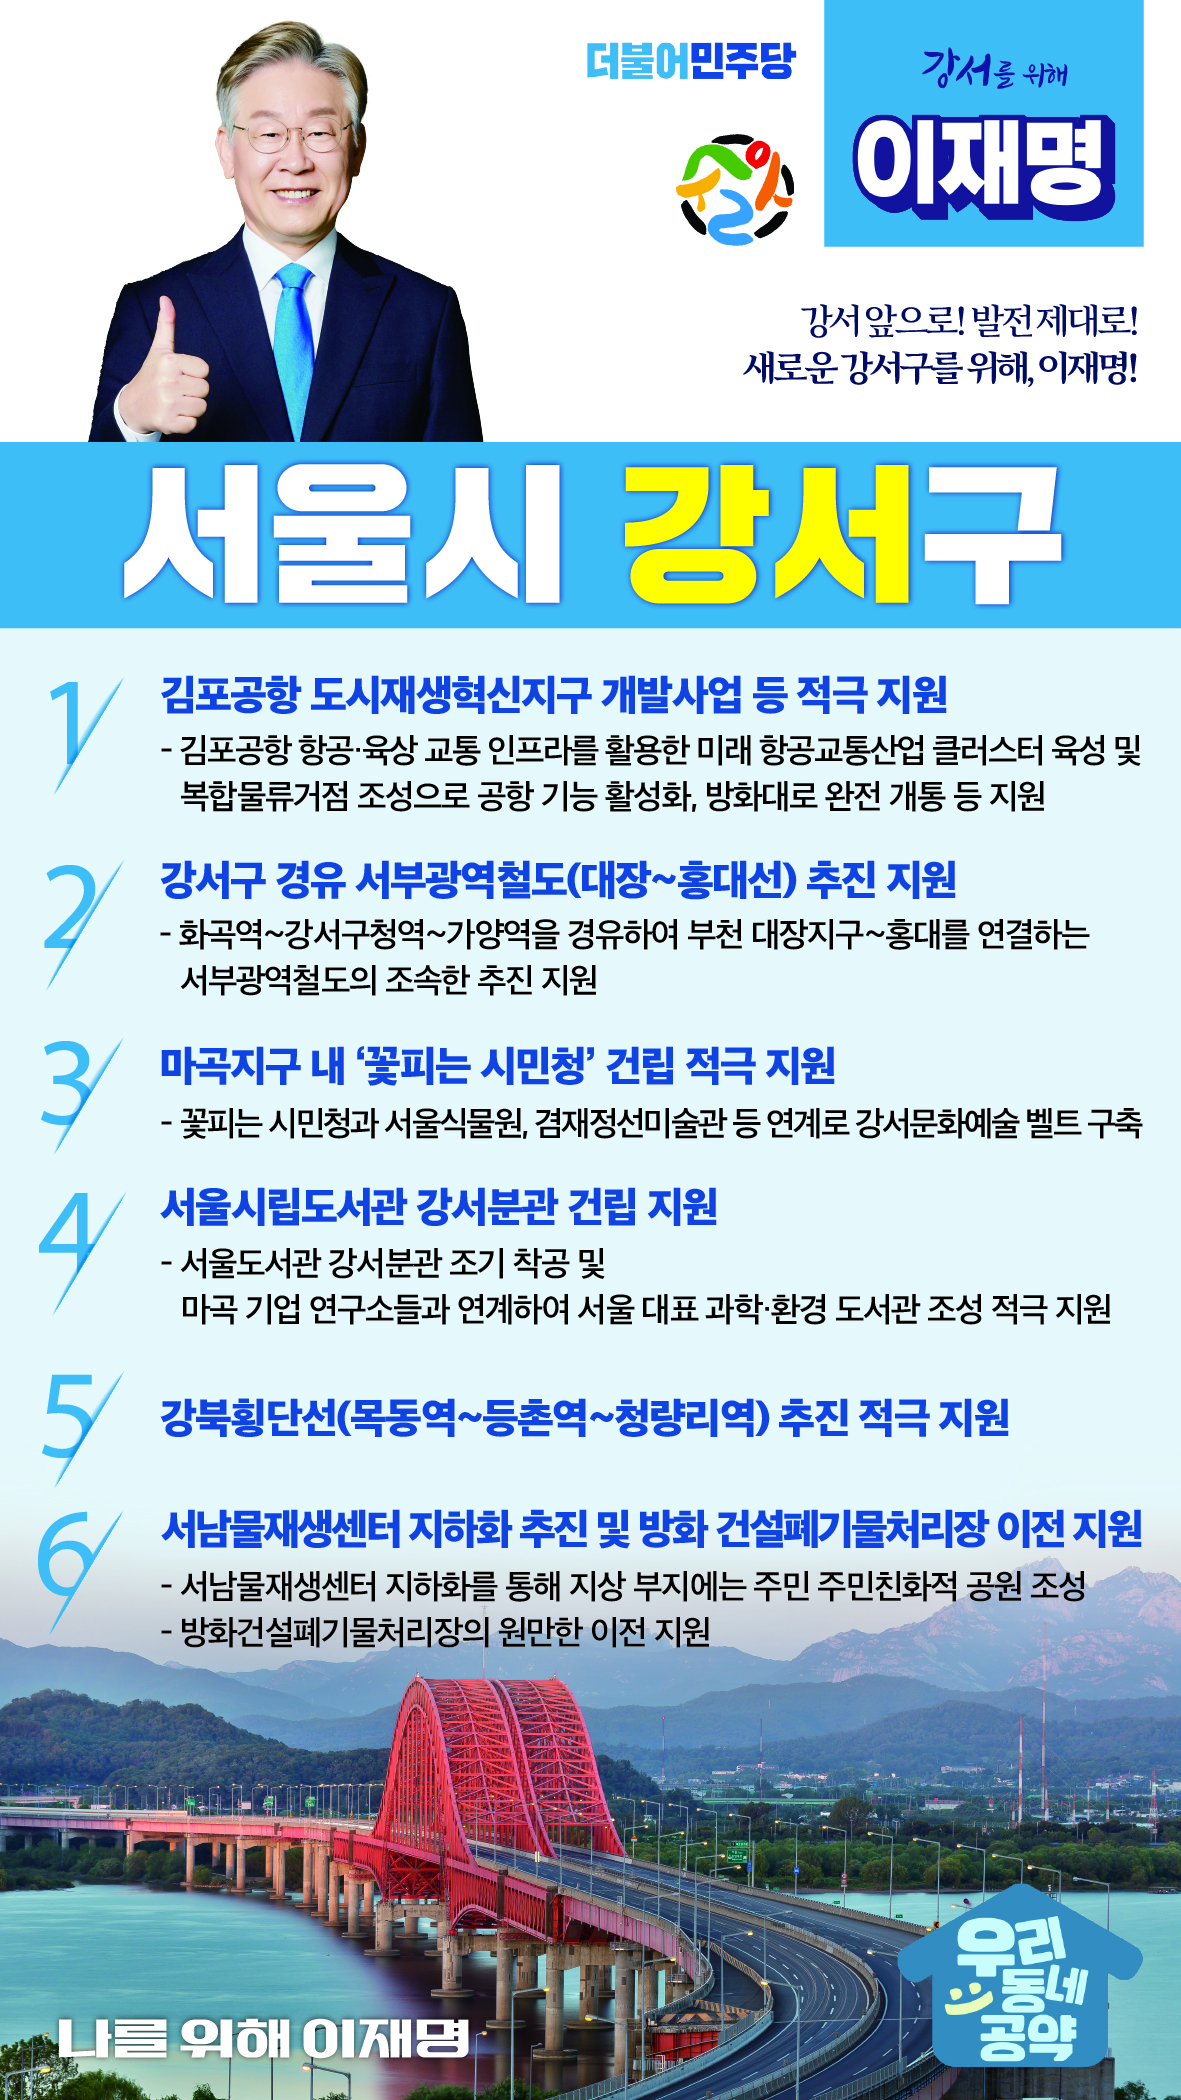 더불어민주당
강서를 위해
이재명
솔잇
강서 앞으로! 발전 제대로!
새로운 강서구를 위해, 이재명!
서울시 강서구
1
김포공항 도시재생혁신지구 개발사업 등 적극 지원
- 김포공항 항공·육상 교통 인프라를 활용한 미래 항공교통산업 클러스터 육성 및
복합물류거점 조성으로 공항 기능 활성화, 방화대로 완전 개통 등 지원
2
강서구 경유 서부광역철도(대장~홍대선) 추진 지원
- 화곡역~강서구청역~가양역을 경유하여 부천 대장지구~홍대를 연결하는
서부광역철도의 조속한 추진 지원
3
마곡지구 내 ‘꽃피는 시민청’ 건립 적극 지원
- 꽃피는 시민청과 서울식물원, 겸재정선미술관 등 연계로 강서문화예술 벨트 구축
4
서울시립도서관 강서분관 건립 지원
- 서울도서관 강서분관 조기 착공 및
마곡 기업 연구소들과 연계하여 서울 대표 과학·환경 도서관 조성 적극 지원
5
강북횡단선(목동역~등촌역~청량리역) 추진 적극 지원
6
서남물재생센터 지하화 추진 및 방화 건설폐기물처리장 이전 지원
- 서남물재생센터 지하화를 통해 지상 부지에는 주민 주민친화적 공원 조성
- 방화건설폐기물처리장의 원만한 이전 지원
나를 위해 이재명
우리
동네
공약